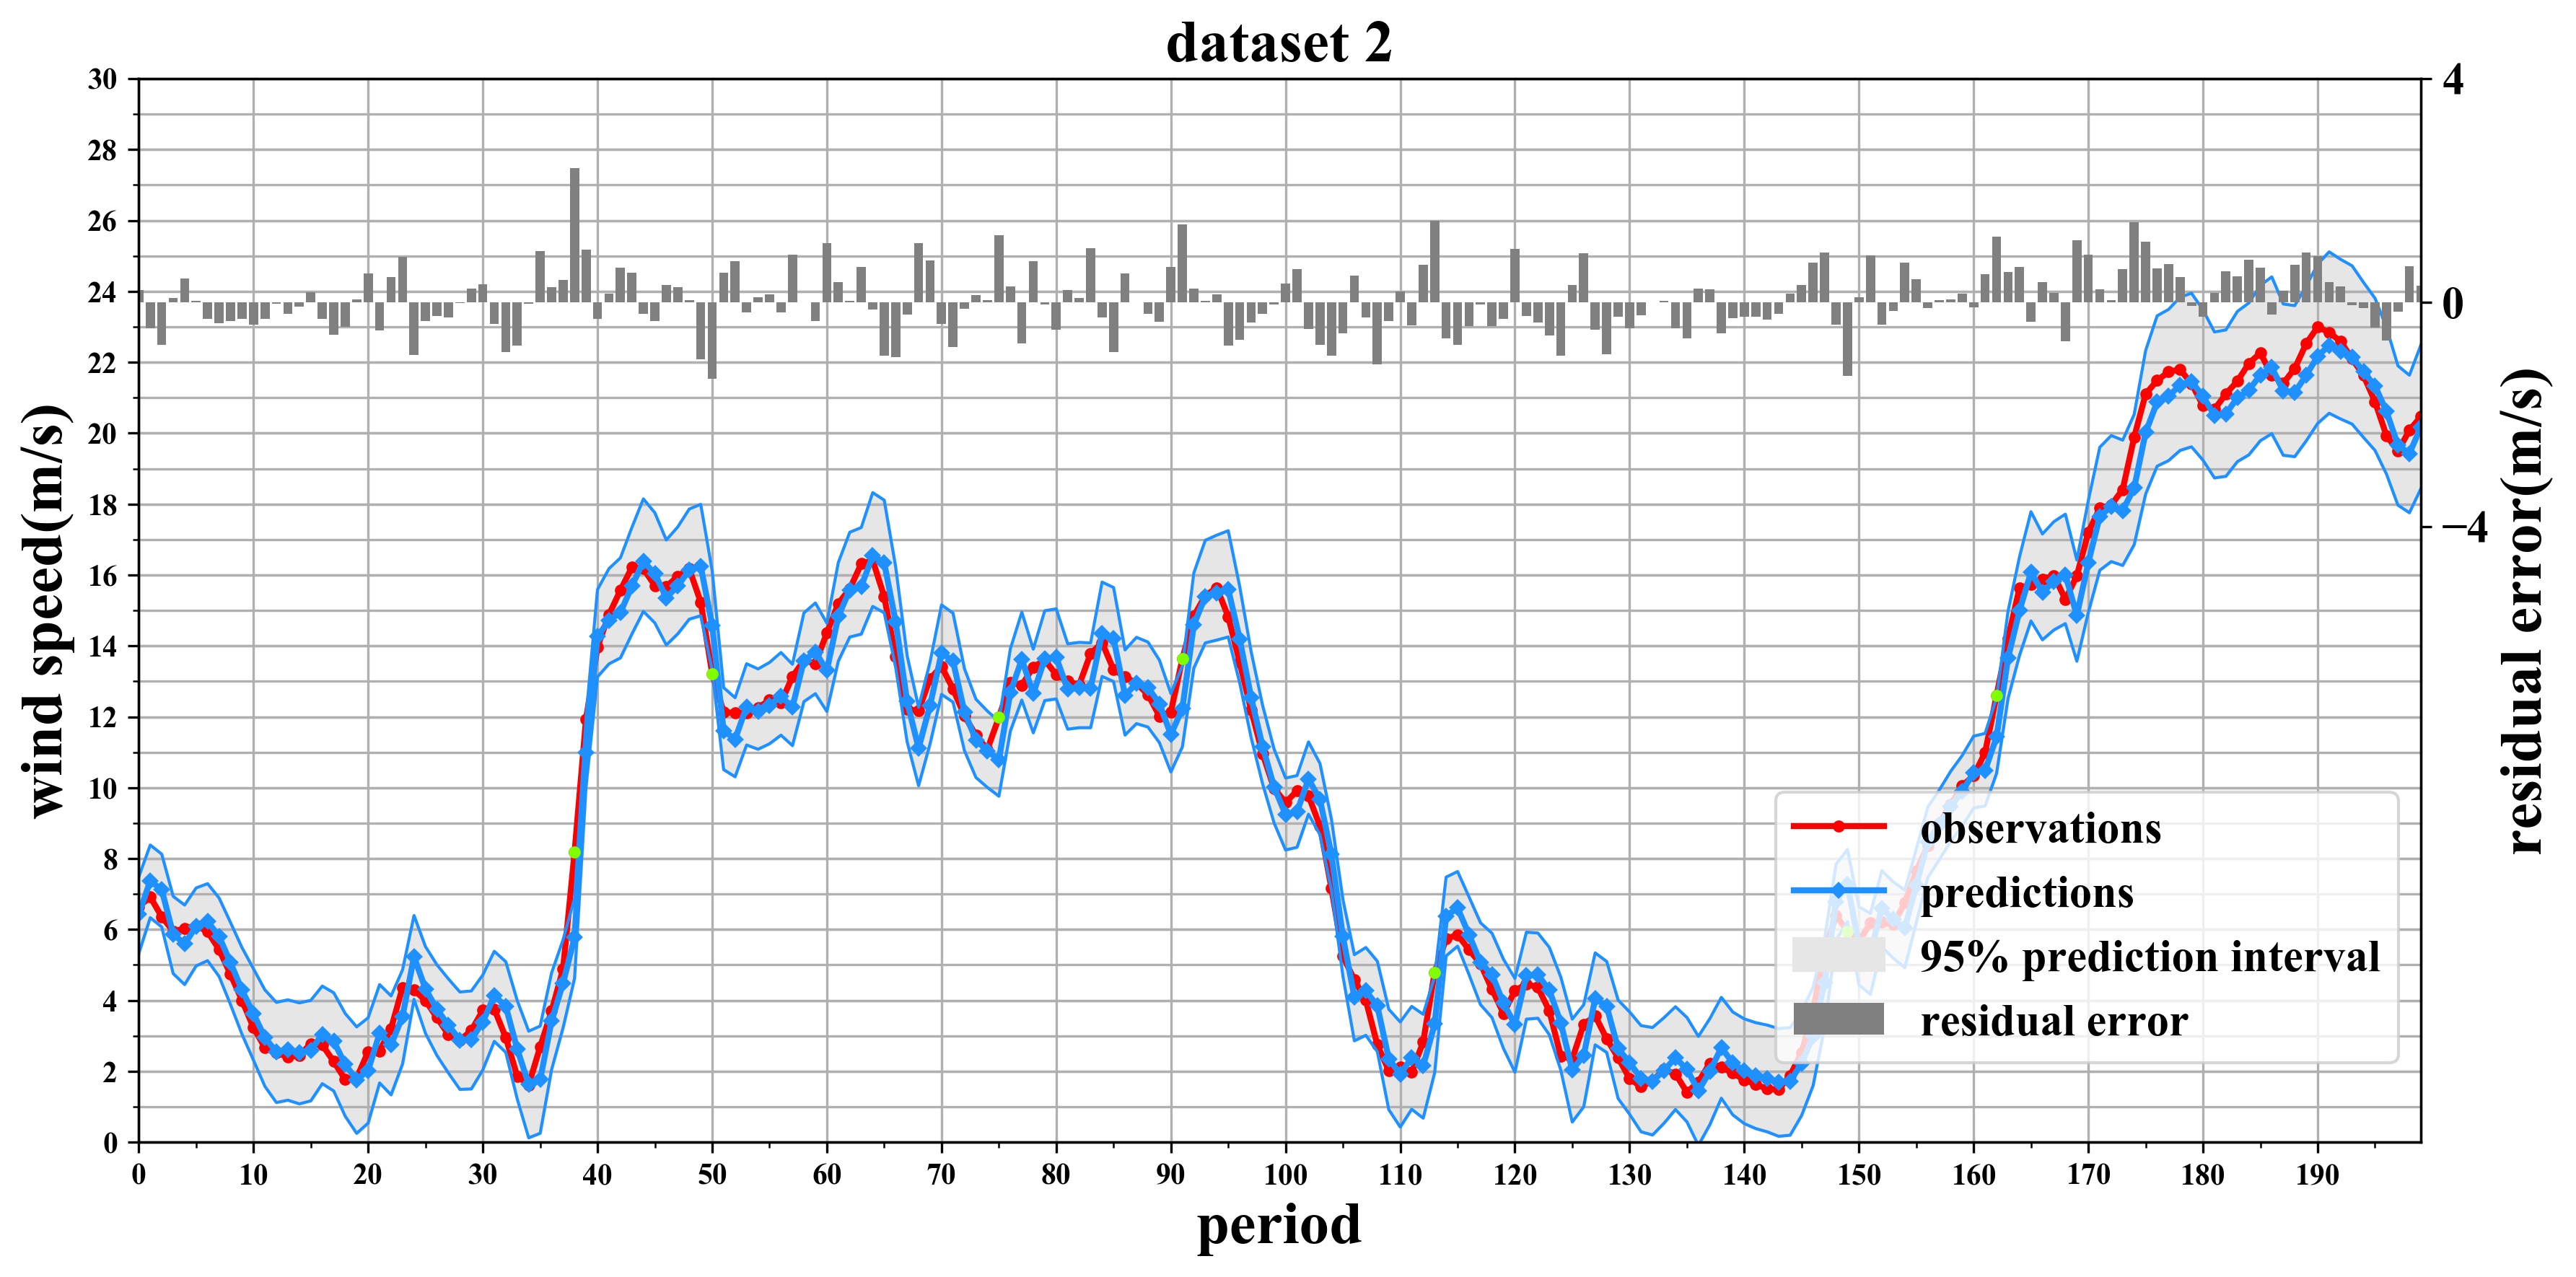 dataset 2
30
28
26
24
22
20
18
16
14
12
10
8
6
4
2
0
wind speed(m/s)
4
0
−4
residual error(m/s)
observations
predictions
95% prediction interval
residual error
0 10 20 30 40 50 60 70 80 90 100 110 120 130 140 150 160 170 180 190
period